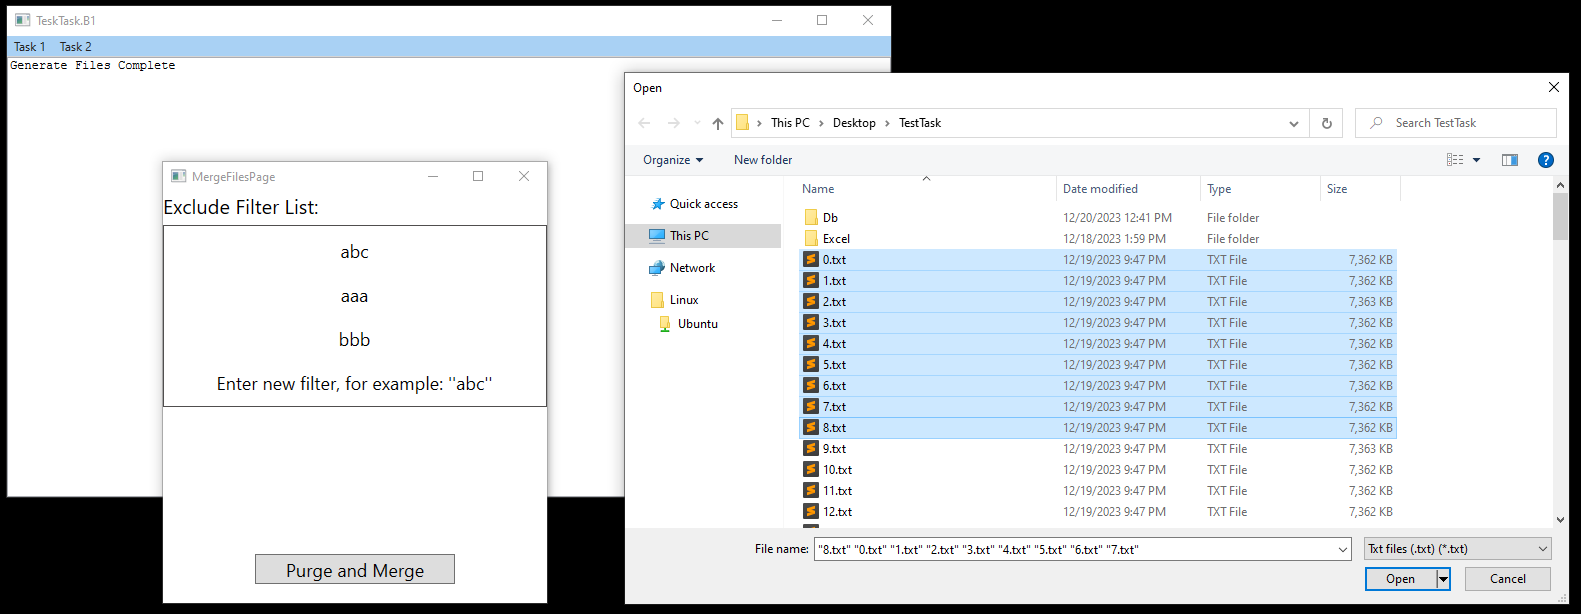 TeskTask.B1
Task 1 Task 2
Generate Files Complete
MergeFilesPage
Exclude Filter List:
abc
aaa
bbb
Enter new filter, for example: "abc"
Purge and Merge
Open
This PC > Desktop > TestTask
Search TestTask
Organize New folder
Quick access
This PC
Network
Linux
Ubuntu
Name Date modified Type Size
Db 12/20/2023 12:41 PM File folder
Excel 12/18/2023 1:59 PM File folder
0.txt 12/19/2023 9:47 PM TXT File 7,362 KB
1.txt 12/19/2023 9:47 PM TXT File 7,362 KB
2.txt 12/19/2023 9:47 PM TXT File 7,363 KB
3.txt 12/19/2023 9:47 PM TXT File 7,362 KB
4.txt 12/19/2023 9:47 PM TXT File 7,362 KB
5.txt 12/19/2023 9:47 PM TXT File 7,362 KB
6.txt 12/19/2023 9:47 PM TXT File 7,362 KB
7.txt 12/19/2023 9:47 PM TXT File 7,362 KB
8.txt 12/19/2023 9:47 PM TXT File 7,362 KB
9.txt 12/19/2023 9:47 PM TXT File 7,363 KB
10.txt 12/19/2023 9:47 PM TXT File 7,362 KB
11.txt 12/19/2023 9:47 PM TXT File 7,362 KB
12.txt 12/19/2023 9:47 PM TXT File 7,362 KB
File name: "8.txt" "0.txt" "1.txt" "2.txt" "3.txt" "4.txt" "5.txt" "6.txt" "7.txt"
Txt files (.txt) (*.txt)
Open Cancel